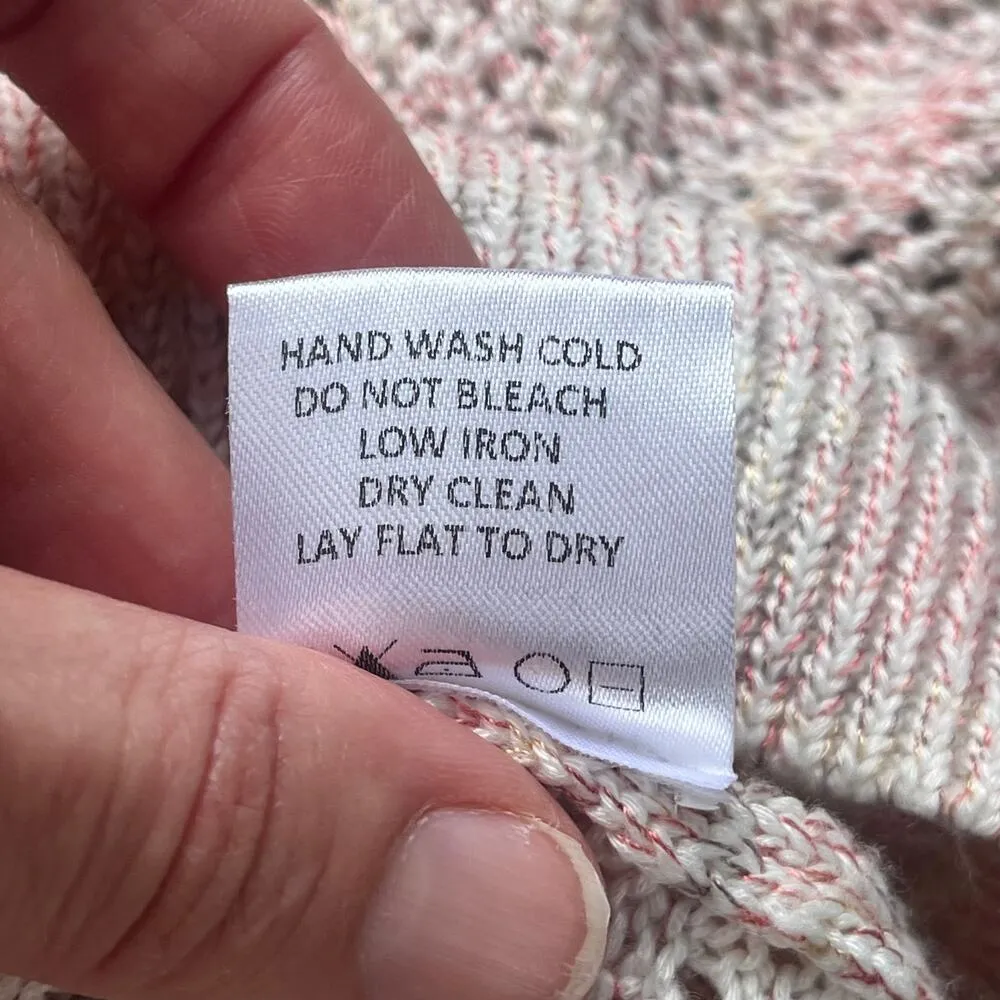 HAND WASH COLD
DO NOT BLEACH
LOW IRON
DRY CLEAN
LAY FLAT TO DRY